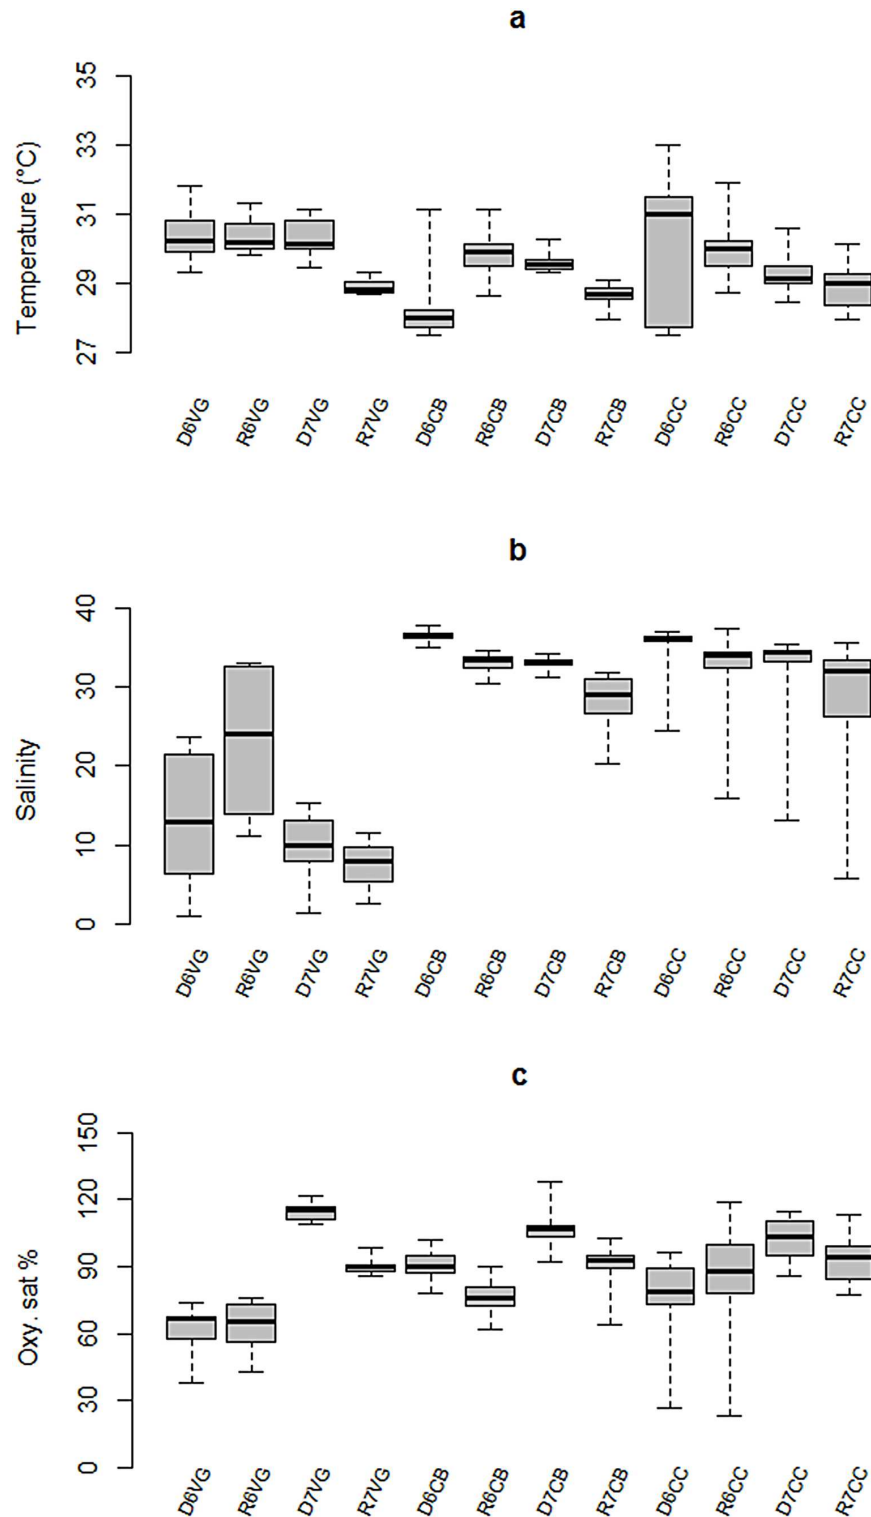 a
Temperature (°C)
35
33
31
29
27
D6VG R6VG D7VG R7VG D6CB R6CB D7CB R7CB D6CC R6CC D7CC R7CC
b
Salinity
40
30
20
10
0
D6VG R6VG D7VG R7VG D6CB R6CB D7CB R7CB D6CC R6CC D7CC R7CC
c
Oxy. sat %
150
120
90
60
30
0
D6VG R6VG D7VG R7VG D6CB R6CB D7CB R7CB D6CC R6CC D7CC R7CC